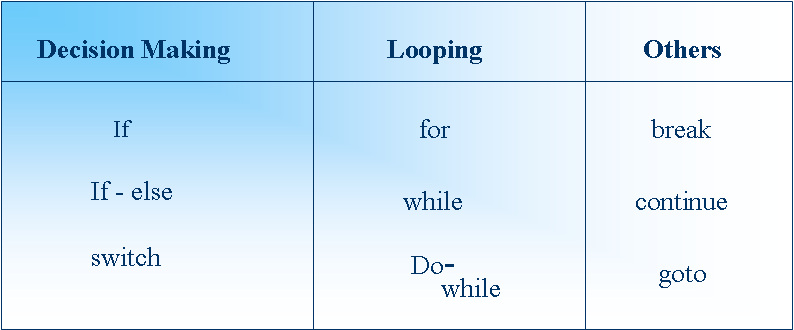 Decision Making Looping Others
If for break
If - else while continue
switch Do-
while goto